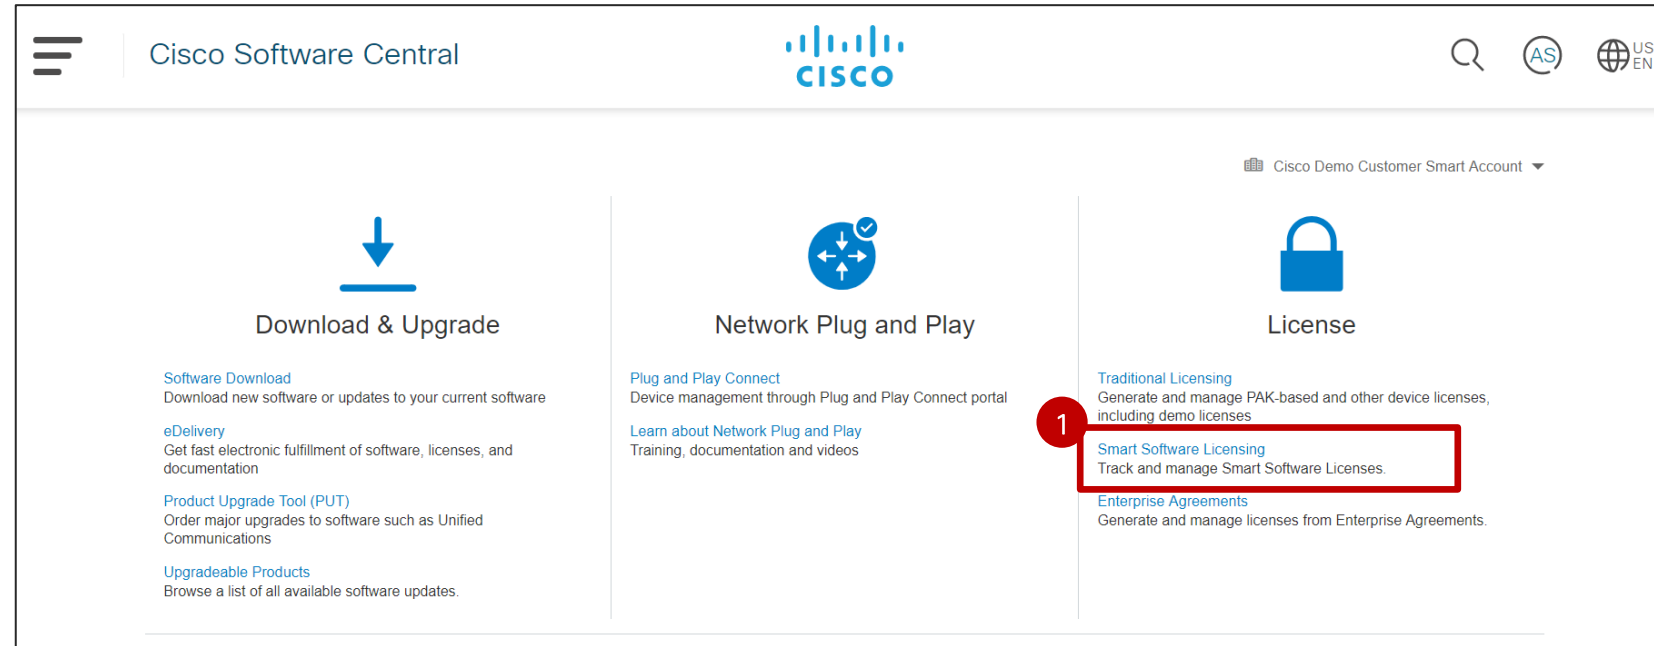 Cisco Software Central
CISCO
AS
US
EN
Cisco Demo Customer Smart Account
Download & Upgrade
Software Download
Download new software or updates to your current software
eDelivery
Get fast electronic fulfillment of software, licenses, and
documentation
Product Upgrade Tool (PUT)
Order major upgrades to software such as Unified
Communications
Upgradeable Products
Browse a list of all available software updates.
Network Plug and Play
Plug and Play Connect
Device management through Plug and Play Connect portal
Learn about Network Plug and Play
Training, documentation and videos
License
Traditional Licensing
Generate and manage PAK-based and other device licenses,
including demo licenses
1
Smart Software Licensing
Track and manage Smart Software Licenses.
Enterprise Agreements
Generate and manage licenses from Enterprise Agreements.